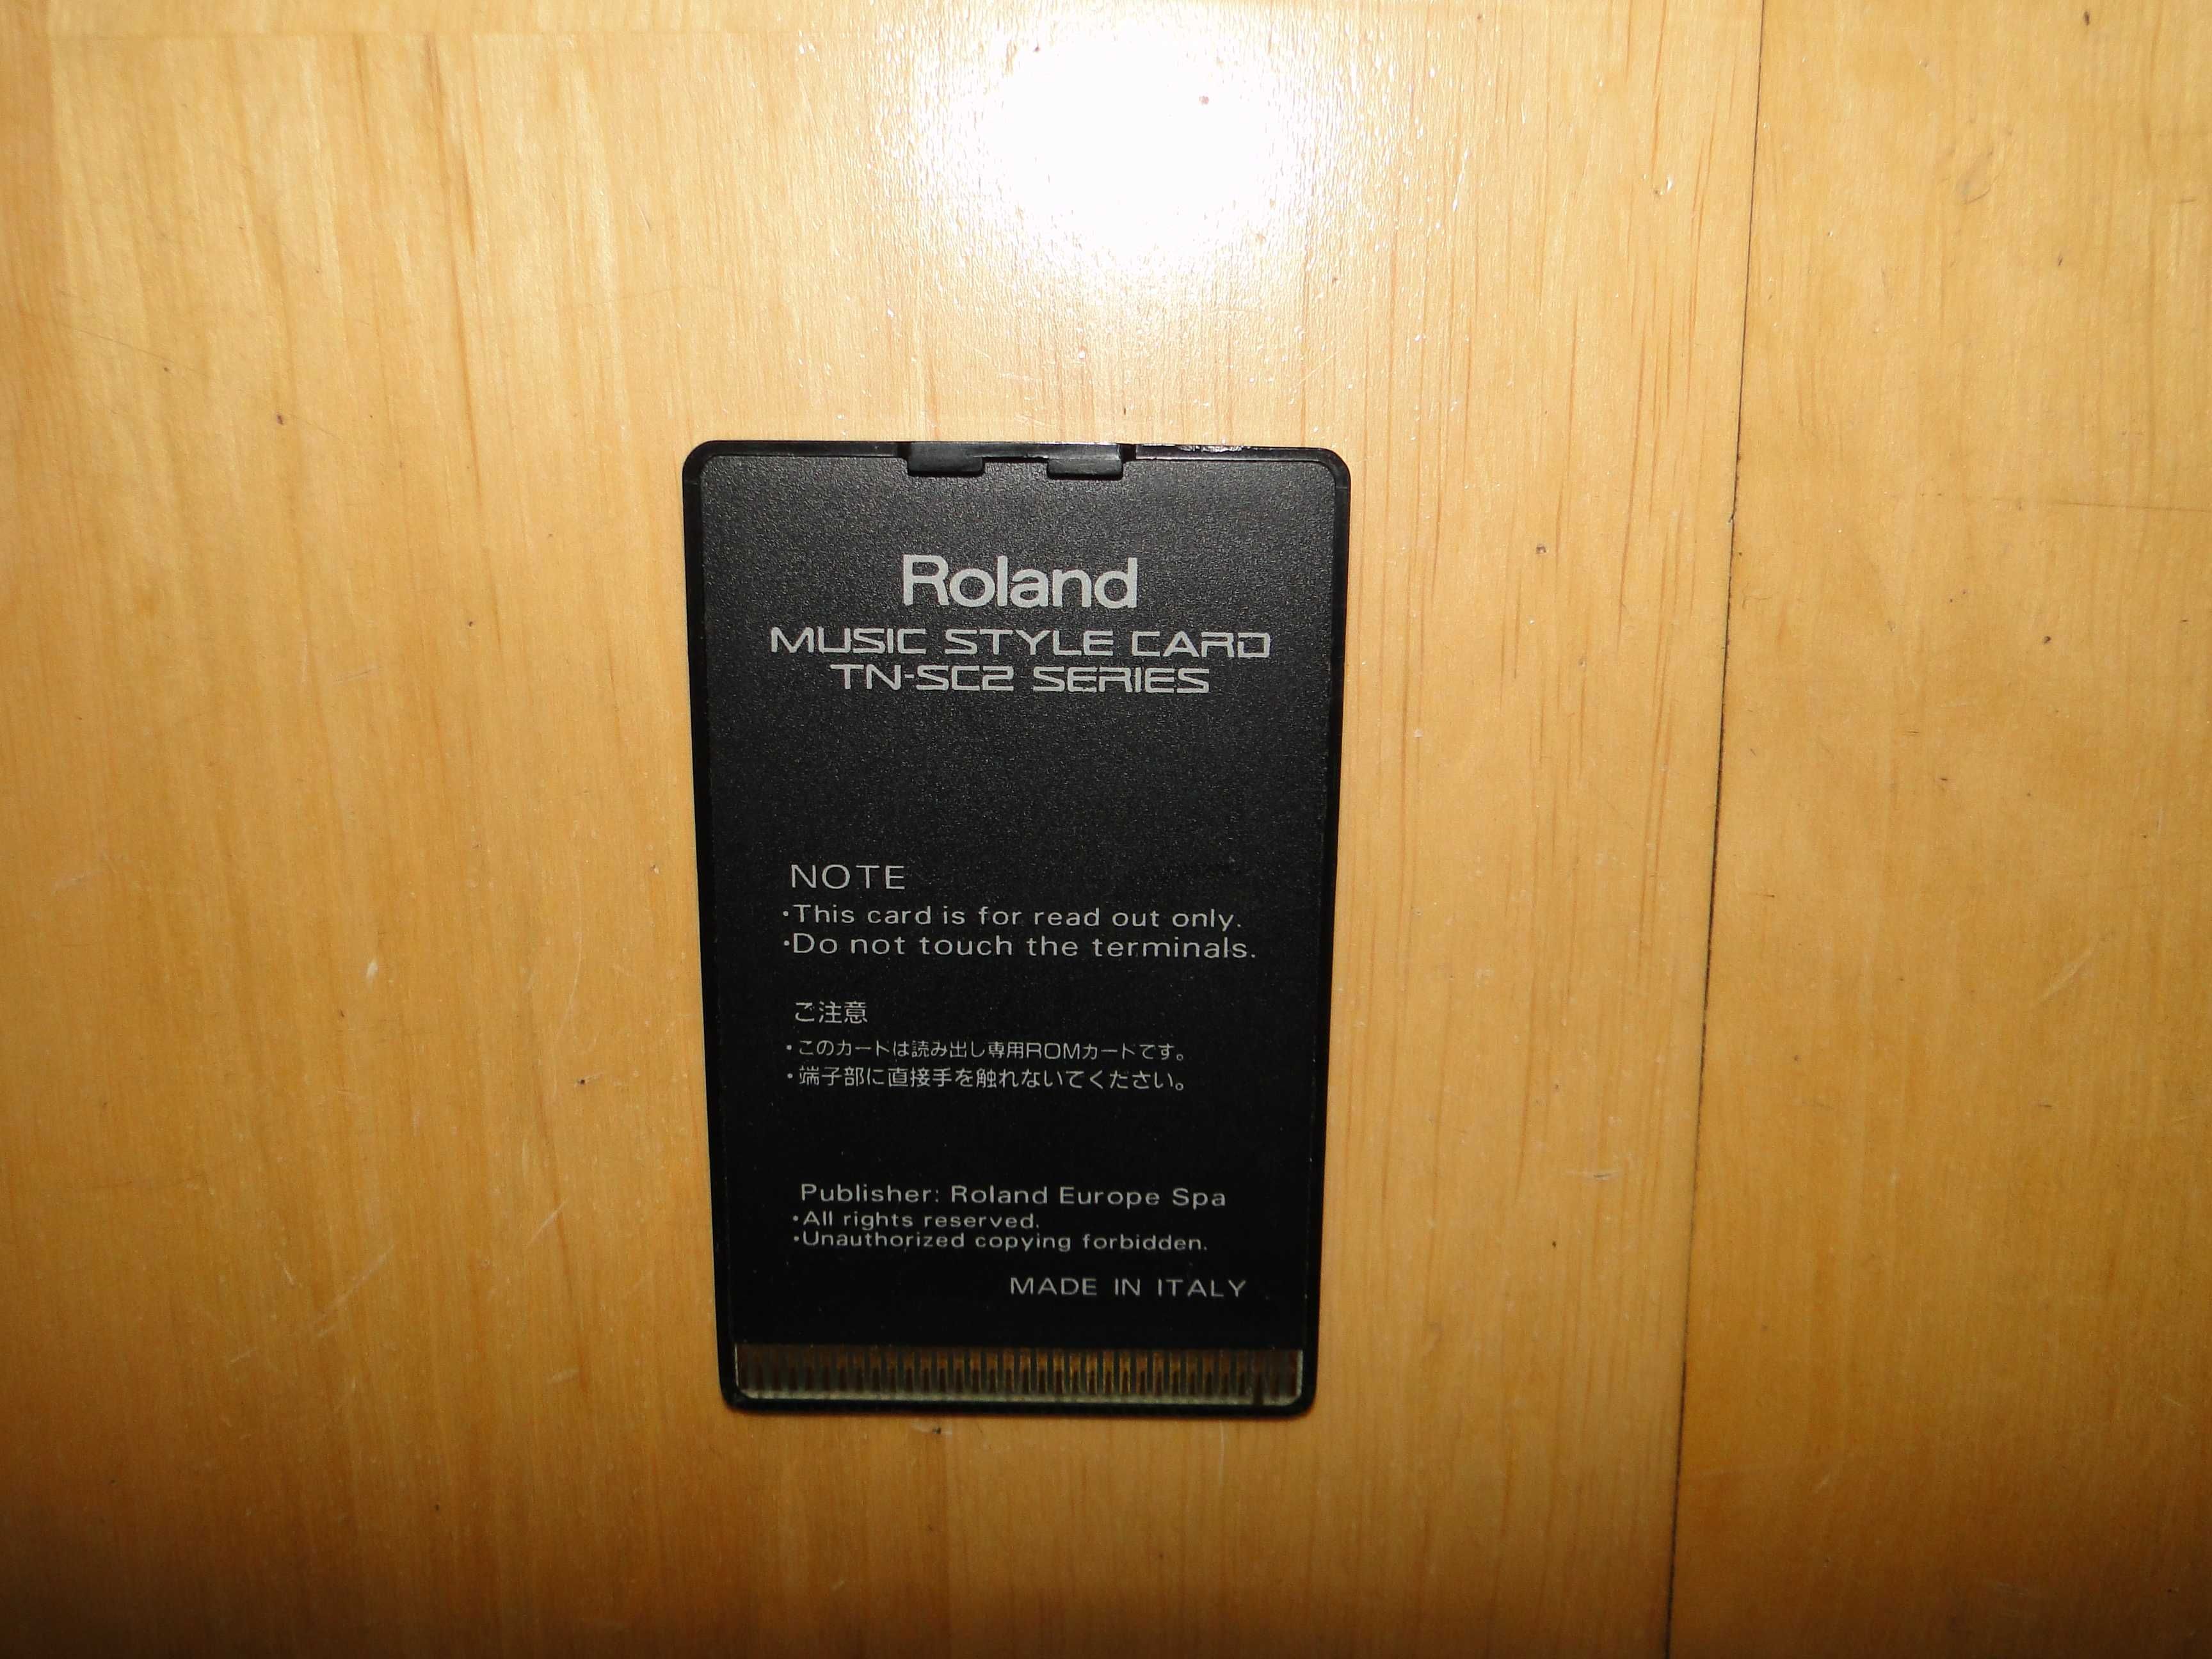 Roland
MUSIC STYLE CARD
TN-SC2 SERIES
NOTE
・This card is for read out only.
・Do not touch the terminals.
ご注意
・このカードは読み出し専用ROMカードです。
・端子部に直接手を触れないでください。
Publisher: Roland Europe Spa
・All rights reserved.
・Unauthorized copying forbidden.
MADE IN ITALY